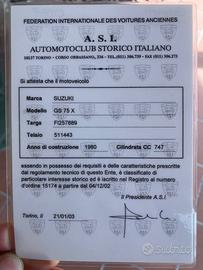 FEDERATION INTERNATIONALE DES VOITURES ANCIENNES
A. S. I.
AUTOMOTOCLUB STORICO ITALIANO
Si attesta che il motoveicolo
Marca SUZUKI
Modello GS 75 X
Targa FI257889
Telaio 511443
Anno di costruzione 1980 Cilindrata CC 747
essendo in possesso dei requisiti e delle caratteristiche prescritte
dal regolamento tecnico di questo Ente, è classificato di
particolare interesse storico ed è iscritto nel Registro al numero
d'ordine 15174 a partire dal 04/12/02
Il Presidente A.S.I.
Torino, il 21/01/03
subito.it